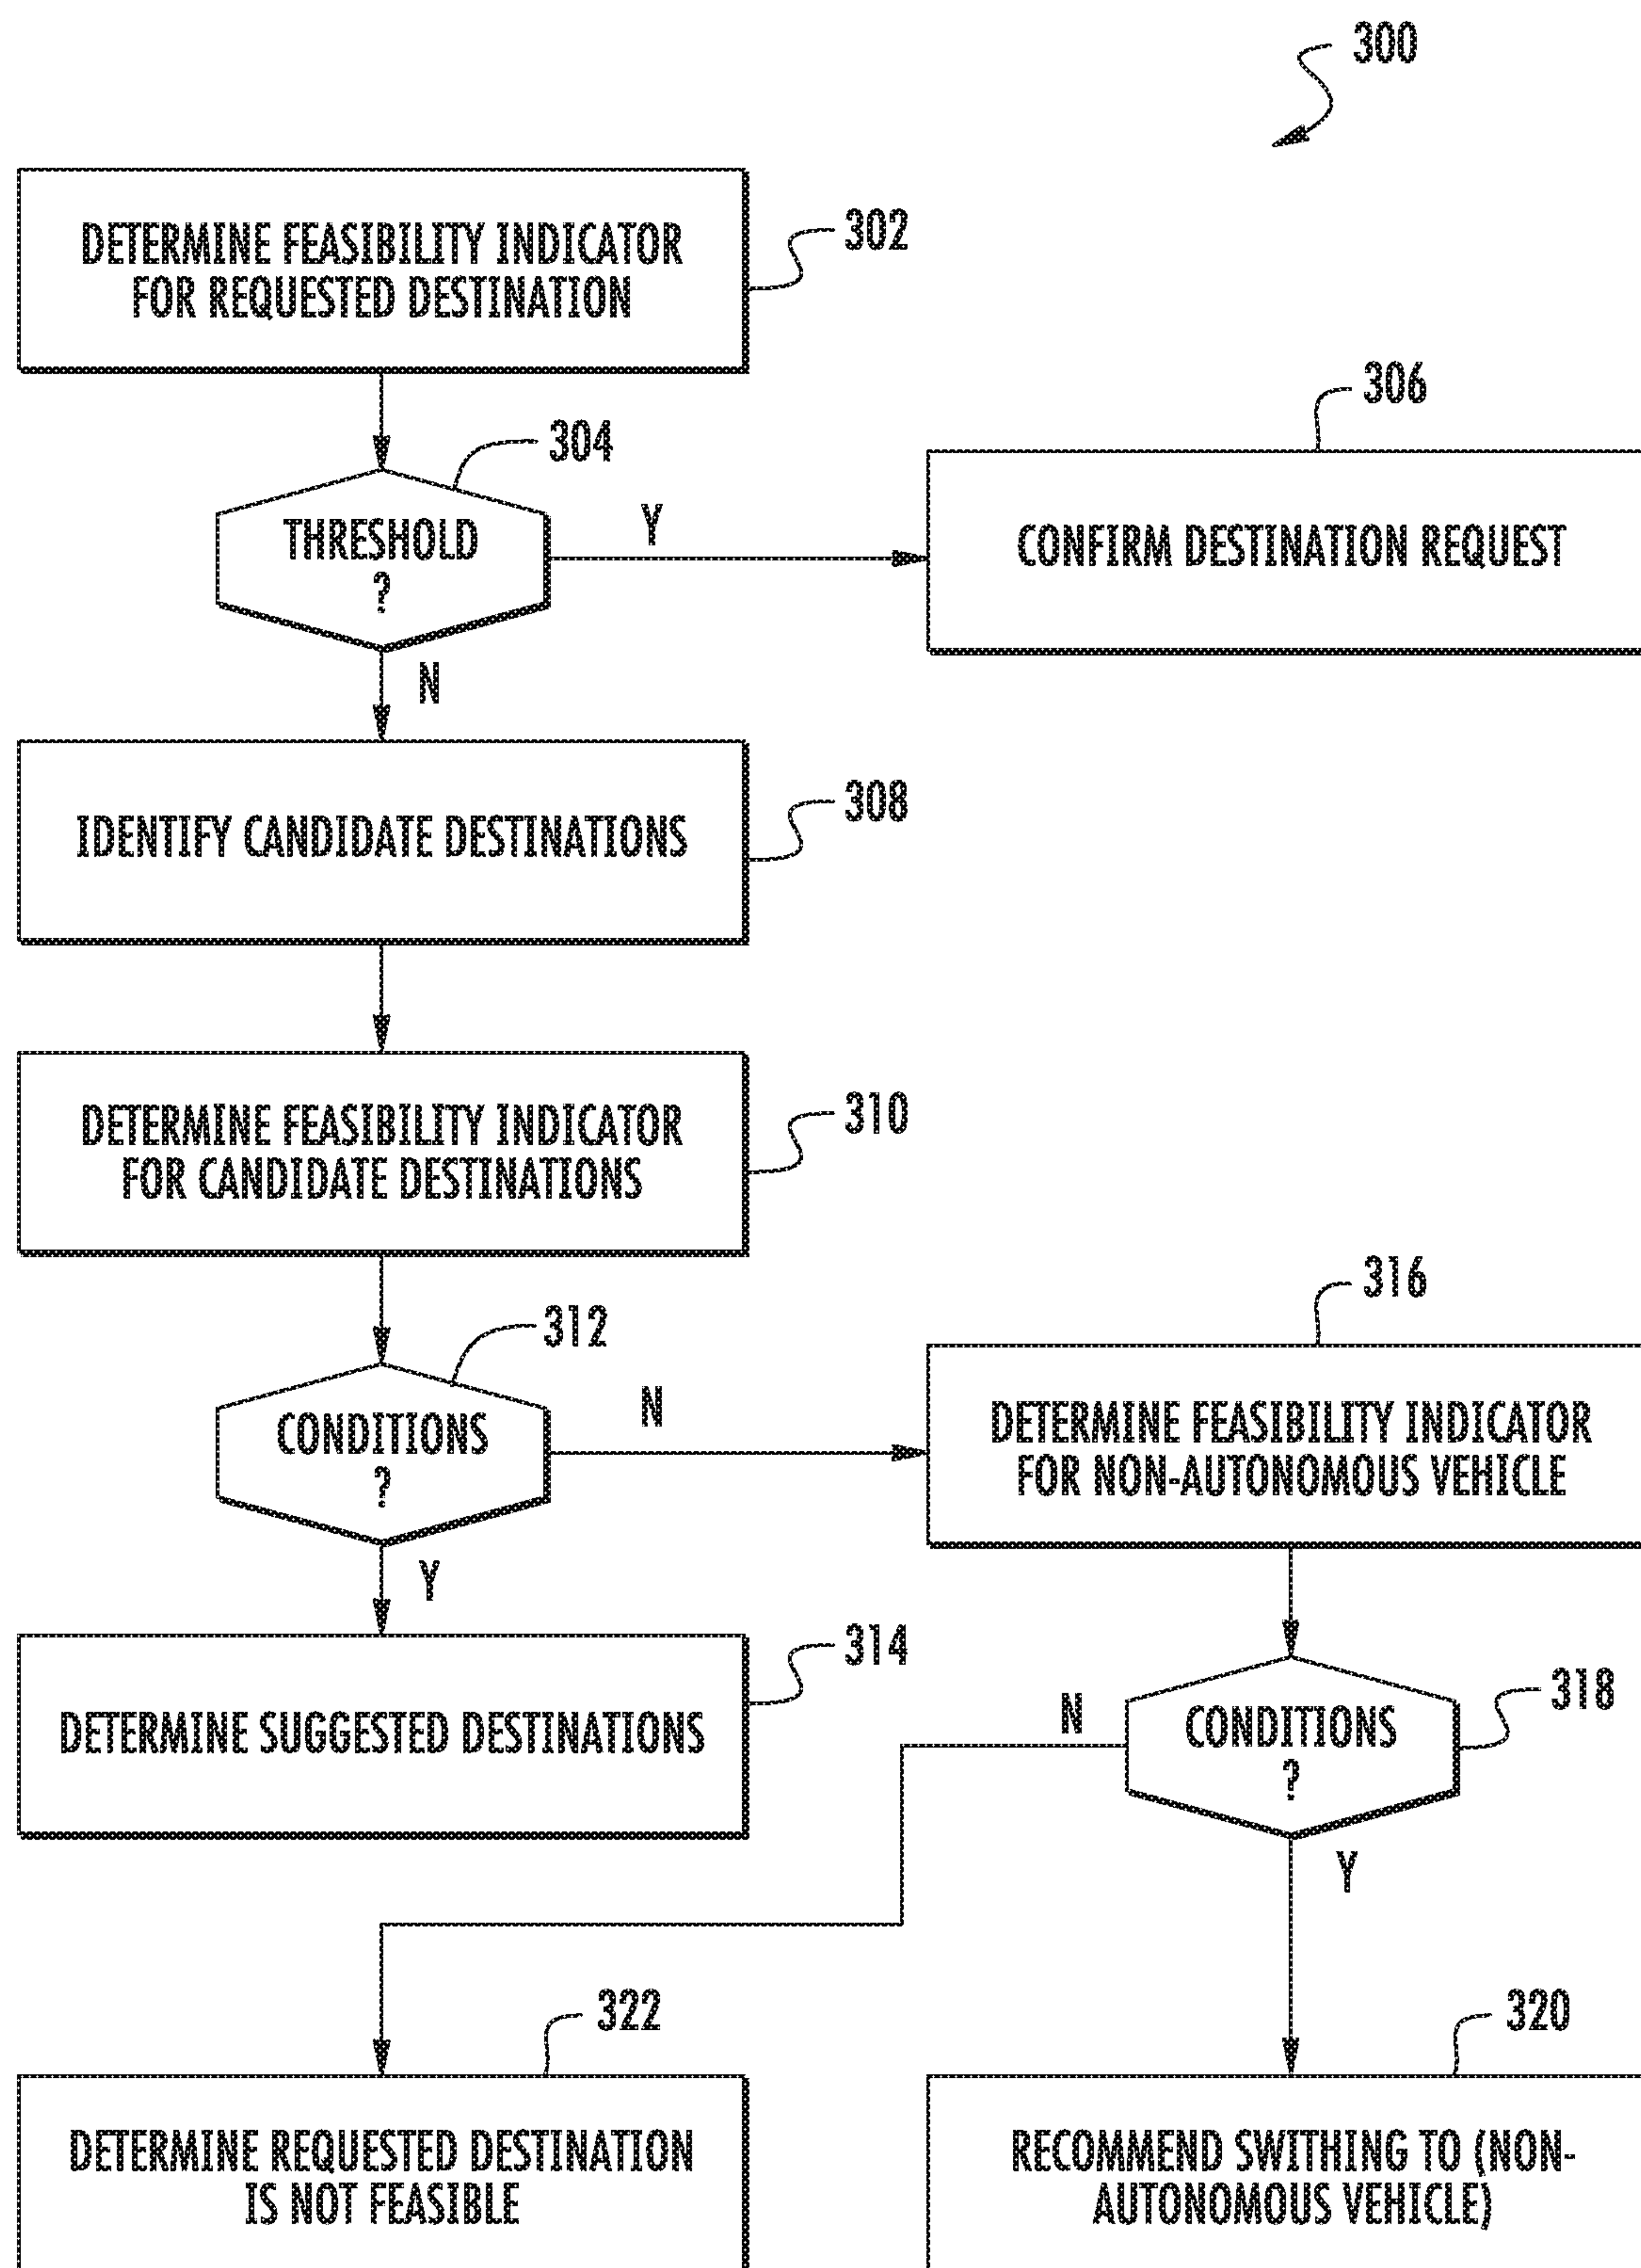 300
DETERMINE FEASIBILITY INDICATOR
FOR REQUESTED DESTINATION
302
304
THRESHOLD
?
Y
306
CONFIRM DESTINATION REQUEST
N
IDENTIFY CANDIDATE DESTINATIONS
308
DETERMINE FEASIBILITY INDICATOR
FOR CANDIDATE DESTINATIONS
310
312
CONDITIONS
?
N
316
DETERMINE FEASIBILITY INDICATOR
FOR NON-AUTONOMOUS VEHICLE
Y
DETERMINE SUGGESTED DESTINATIONS
314
N
CONDITIONS
?
318
Y
322
DETERMINE REQUESTED DESTINATION
IS NOT FEASIBLE
320
RECOMMEND SWITHING TO (NON-
AUTONOMOUS VEHICLE)